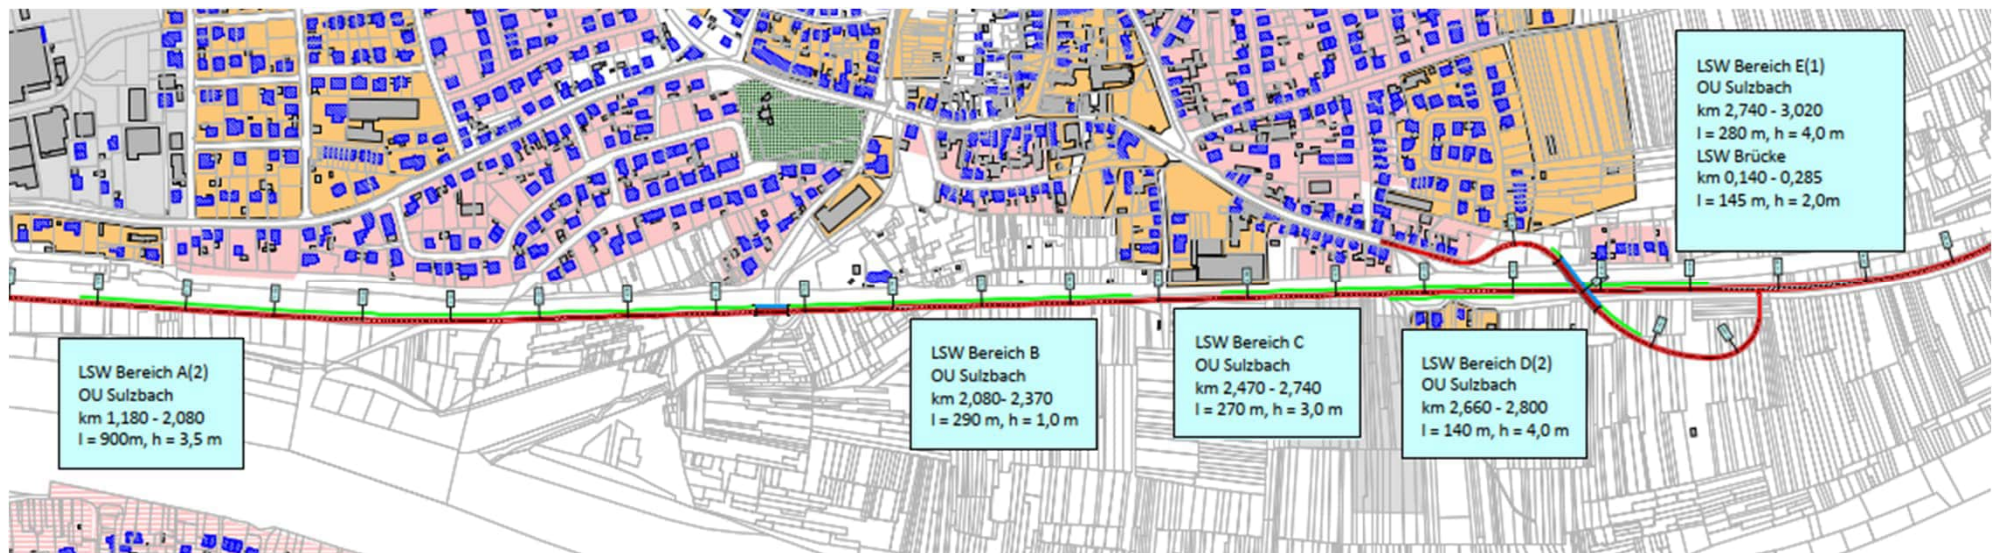 LSW Bereich A(2)
OU Sulzbach
km 1,180 - 2,080
l = 900m, h = 3,5 m
LSW Bereich B
OU Sulzbach
km 2,080- 2,370
l = 290 m, h = 1,0 m
LSW Bereich C
OU Sulzbach
km 2,470 - 2,740
l = 270 m, h = 3,0 m
LSW Bereich D(2)
OU Sulzbach
km 2,660 - 2,800
l = 140 m, h = 4,0 m
LSW Bereich E(1)
OU Sulzbach
km 2,740 - 3,020
l = 280 m, h = 4,0 m
LSW Brücke
km 0,140 - 0,285
l = 145 m, h = 2,0m